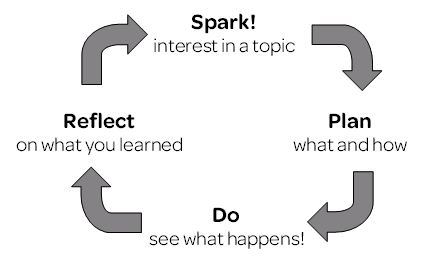 Spark!
interest in a topic
Plan
what and how
Do
see what happens!
Reflect
on what you learned